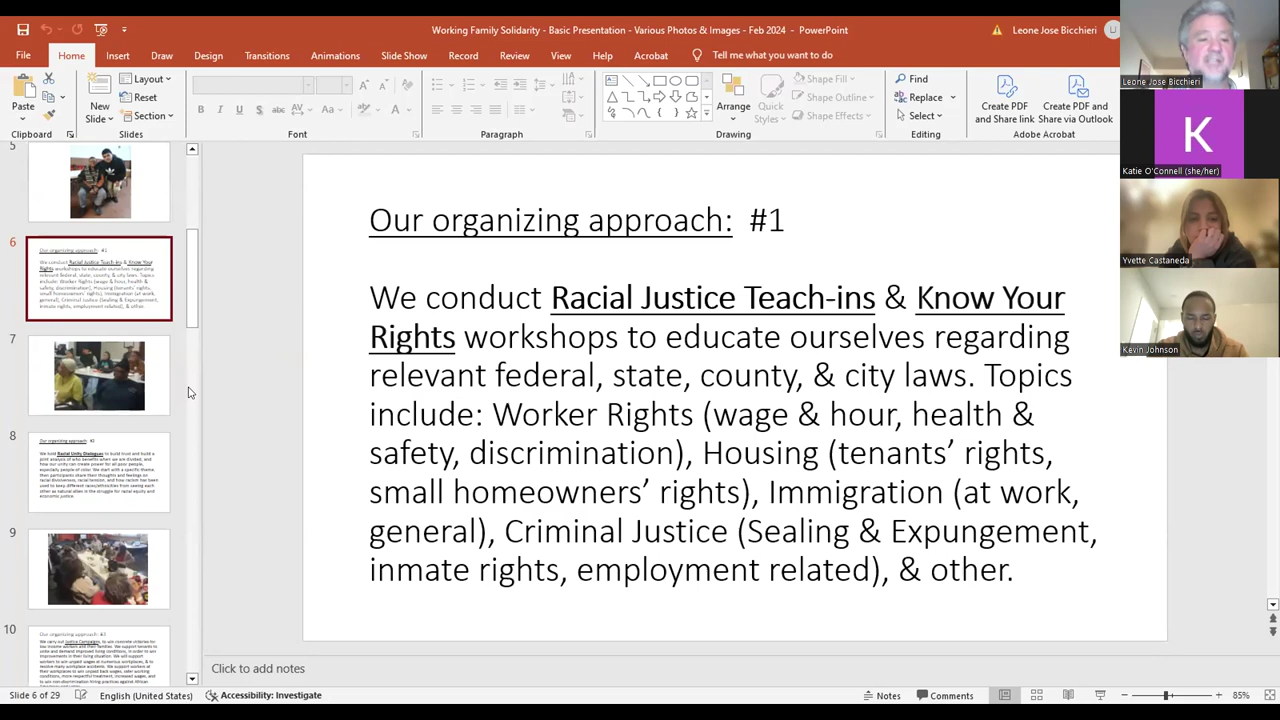 Working Family Solidarity - Basic Presentation - Various Photos & Images - Feb 2024 - PowerPoint
Leone Jose Bicchieri
U
File Home Insert Draw Design Transitions Animations Slide Show Record Review View Help Acrobat Tell me what you want to do
Paste
New Slide
Layout
Reset
Section
Arrange
Quick Styles
Shape Fill
Shape Outline
Shape Effects
Find
Replace
Select
Create PDF and Share link
Create PDF and Share via Outlook
Clipboard Slides Font Paragraph Drawing Editing Adobe Acrobat
Leone Jose Bicchieri
K
Katie O'Connell (she/her)
Yvette Castaneda
Kevin Johnson
5
6
7
8
9
10
Our organizing approach: #1
We conduct Racial Justice Teach-ins & Know Your
Rights workshops to educate ourselves regarding
relevant federal, state, county, & city laws. Topics
include: Worker Rights (wage & hour, health &
safety, discrimination), Housing (tenants' rights,
small homeowners' rights), Immigration (at work,
general), Criminal Justice (Sealing & Expungement,
inmate rights, employment related), & other.
Click to add notes
Slide 6 of 29 English (United States) Accessibility: Investigate Notes Comments 85%